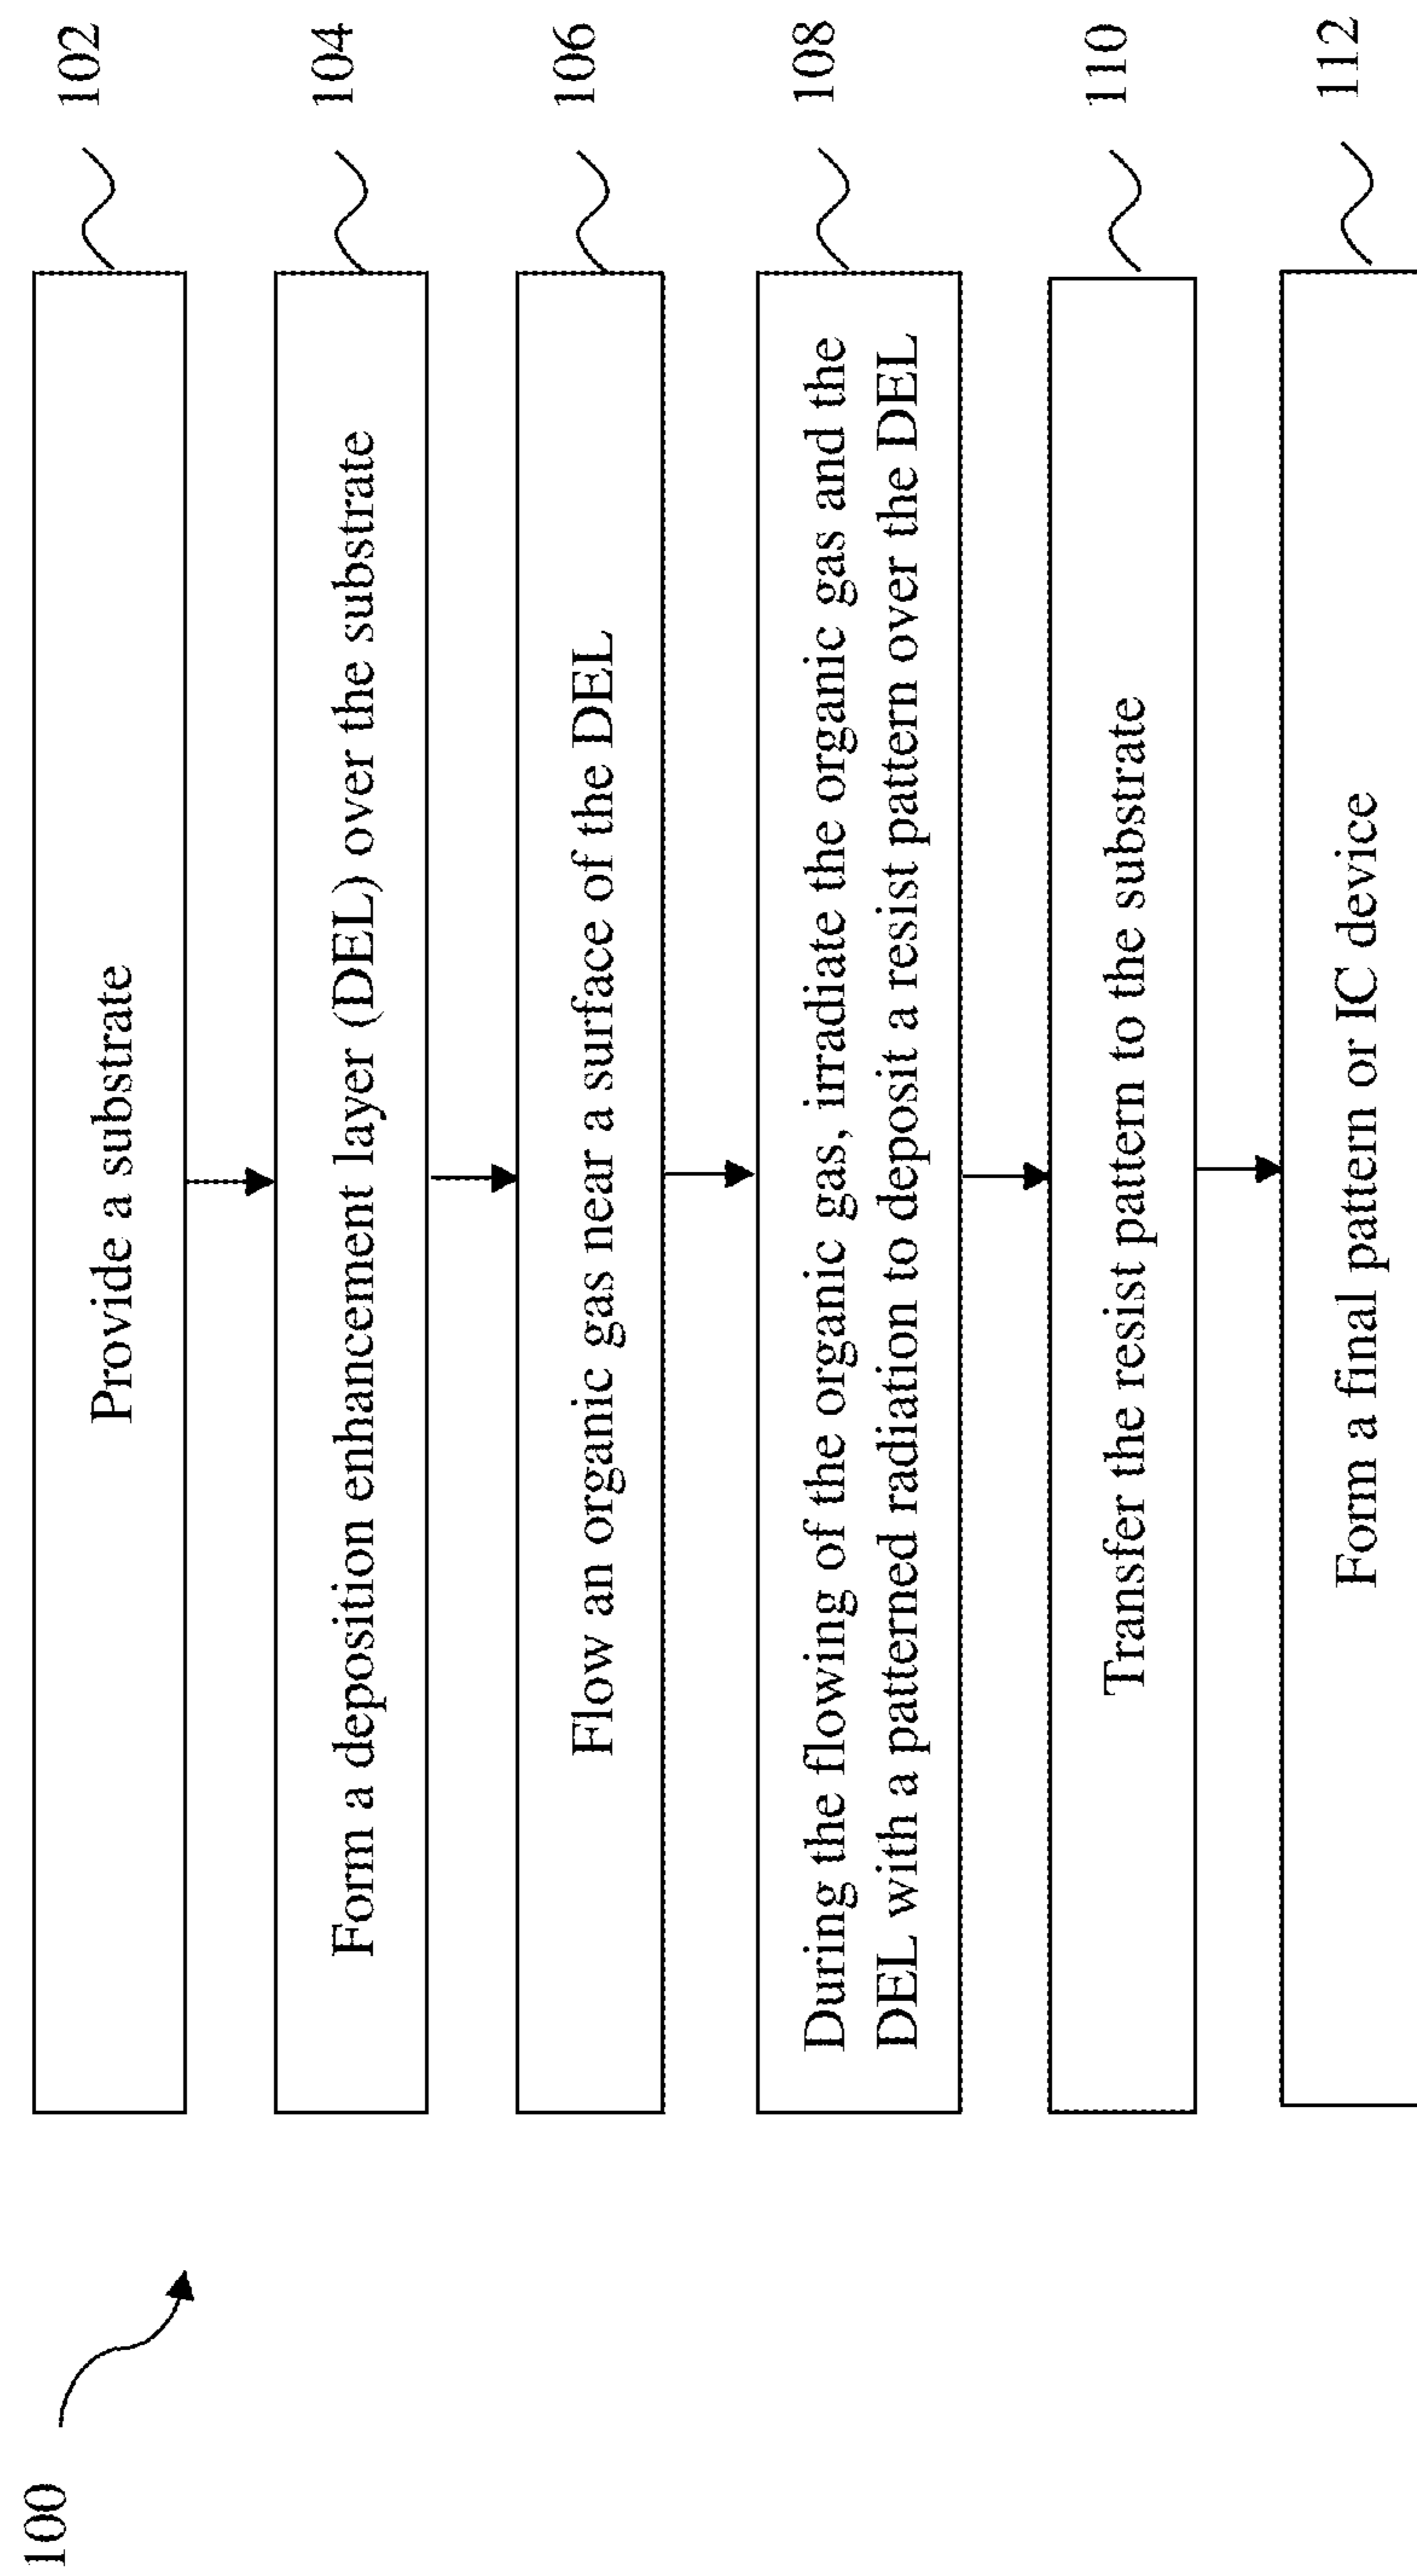 100
Provide a substrate
102
Form a deposition enhancement layer (DEL) over the substrate
104
Flow an organic gas near a surface of the DEL
106
During the flowing of the organic gas, irradiate the organic gas and the
DEL with a patterned radiation to deposit a resist pattern over the DEL
108
Transfer the resist pattern to the substrate
110
Form a final pattern or IC device
112